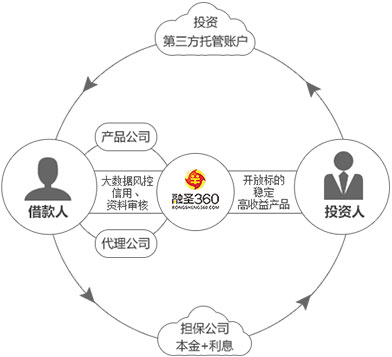 投资
第三方托管账户
产品公司
大数据风控
信用、
资料审核
融圣360
RONGSHENG360.COM
开放标的
稳定
高收益产品
借款人
投资人
代理公司
担保公司
本金+利息